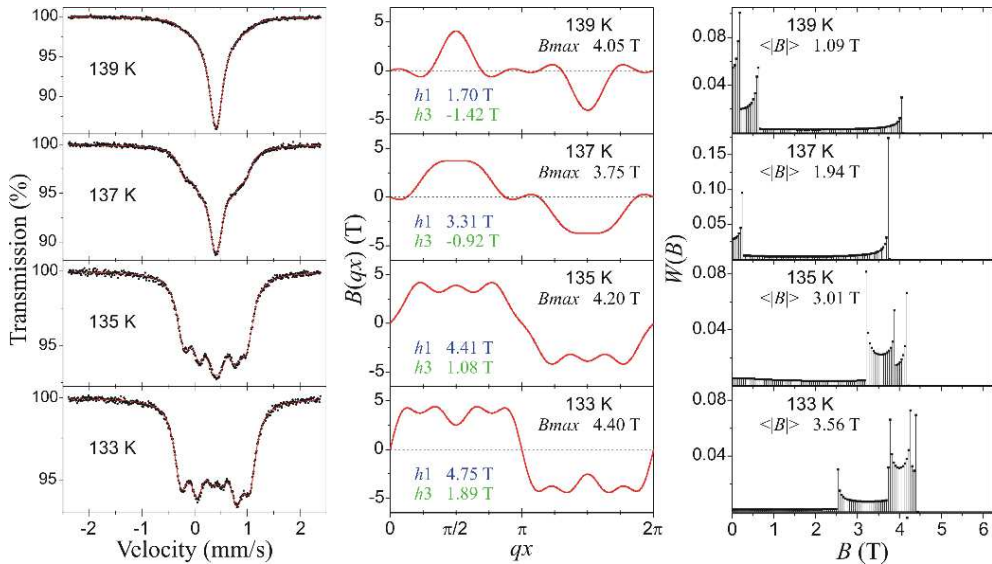 100
95
90
139 K
100
95
90
137 K
100
95
135 K
100
95
133 K
-2
-1
0
1
2
Velocity (mm/s)
Transmission (%)
5
0
-5
139 K
Bmax 4.05 T
h1 1.70 T
h3 -1.42 T
5
0
-5
137 K
Bmax 3.75 T
h1 3.31 T
h3 -0.92 T
5
0
-5
135 K
Bmax 4.20 T
h1 4.41 T
h3 1.08 T
5
0
-5
133 K
Bmax 4.40 T
h1 4.75 T
h3 1.89 T
0
π/2
π
2π
qx
B(qx) (T)
0.08
0.04
139 K
<|B|> 1.09 T
0.15
0.10
0.05
137 K
<|B|> 1.94 T
0.08
0.04
135 K
<|B|> 3.01 T
0.08
0.04
133 K
<|B|> 3.56 T
0
1
2
3
4
5
6
B (T)
W(B)